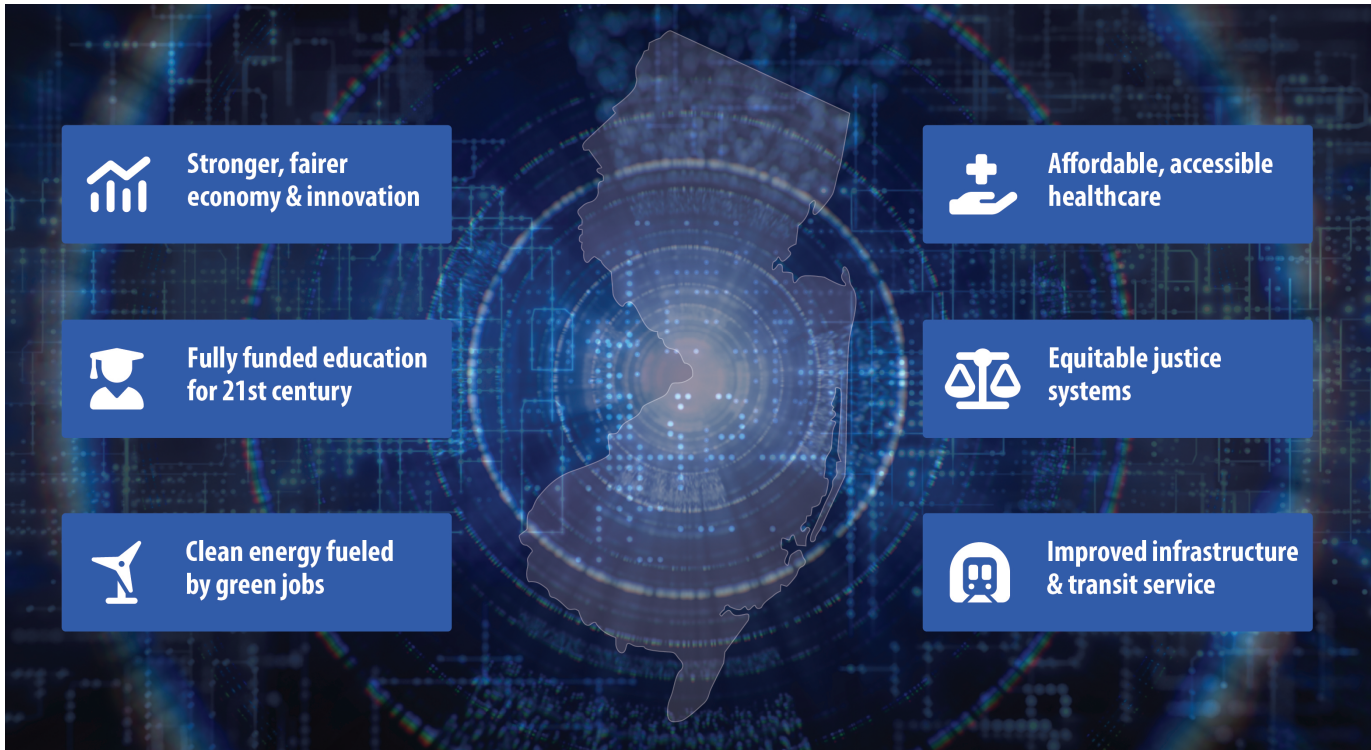 Stronger, fairer
economy & innovation
Fully funded education
for 21st century
Clean energy fueled
by green jobs
Affordable, accessible
healthcare
Equitable justice
systems
Improved infrastructure
& transit service